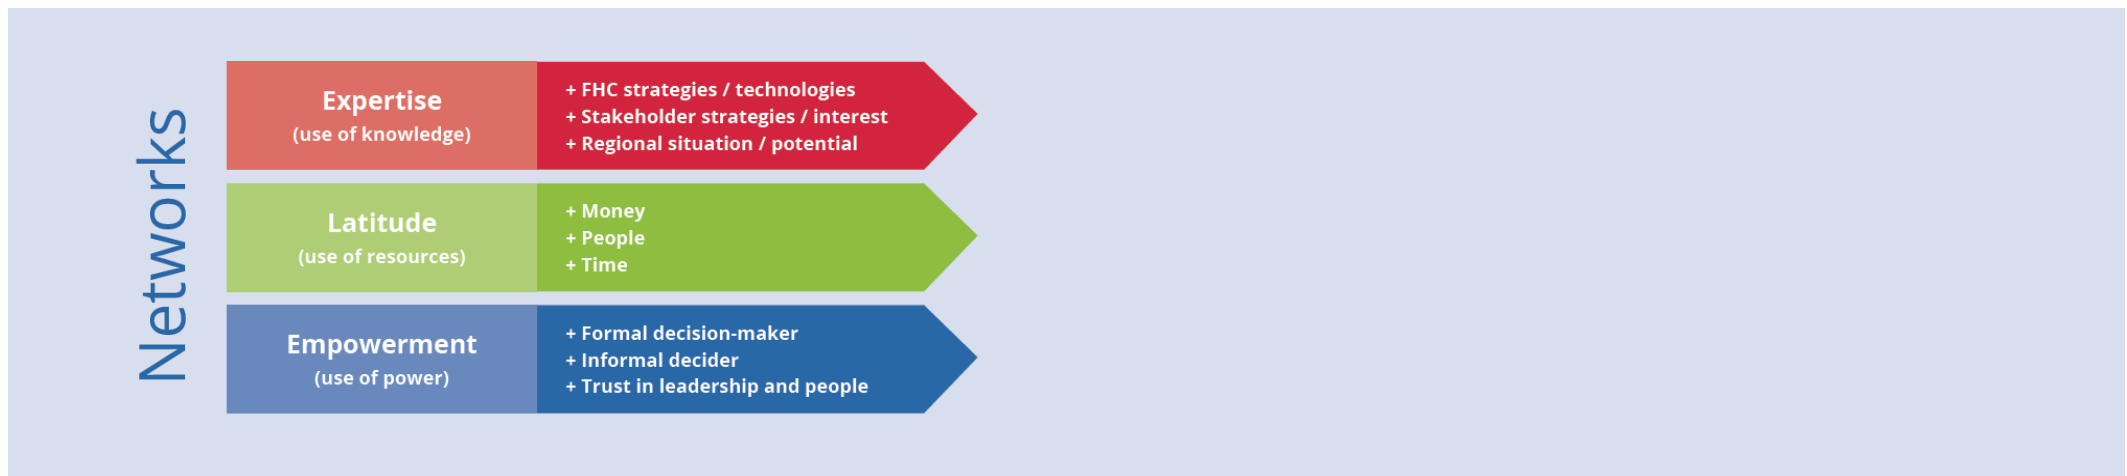 Networks
Expertise
(use of knowledge)
+ FHC strategies / technologies
+ Stakeholder strategies / interest
+ Regional situation / potential
Latitude
(use of resources)
+ Money
+ People
+ Time
Empowerment
(use of power)
+ Formal decision-maker
+ Informal decider
+ Trust in leadership and people